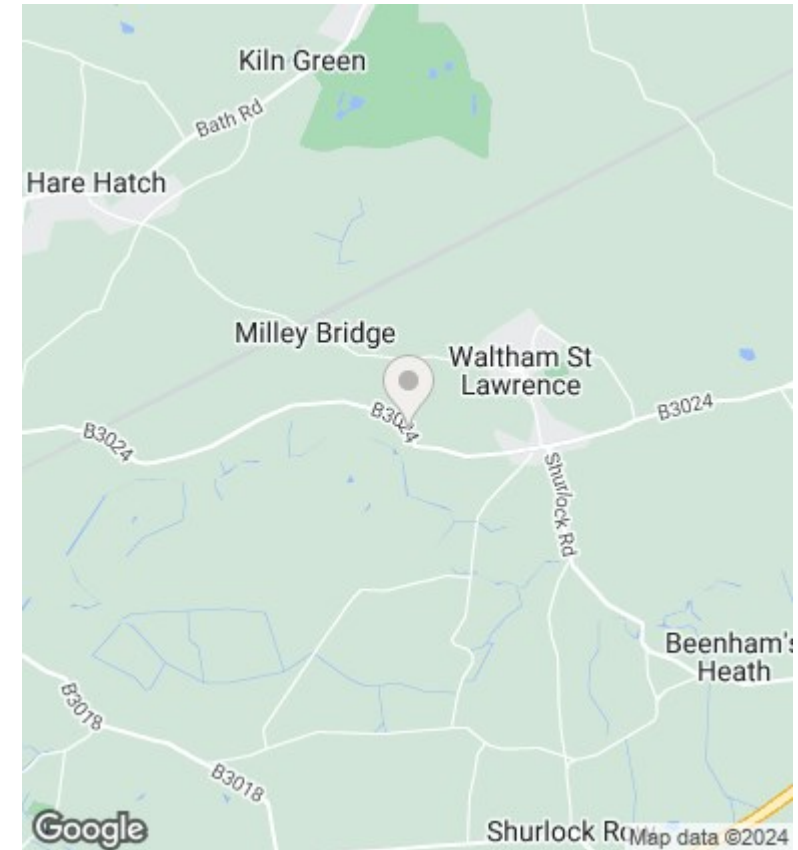 Kiln Green
Bath Rd
Hare Hatch
Milley Bridge
Waltham St
Lawrence
B3024
B3024
B3024
Shurlock Rd
Beenham's
Heath
B3018
B3018
Shurlock Row
Google
Map data ©2024